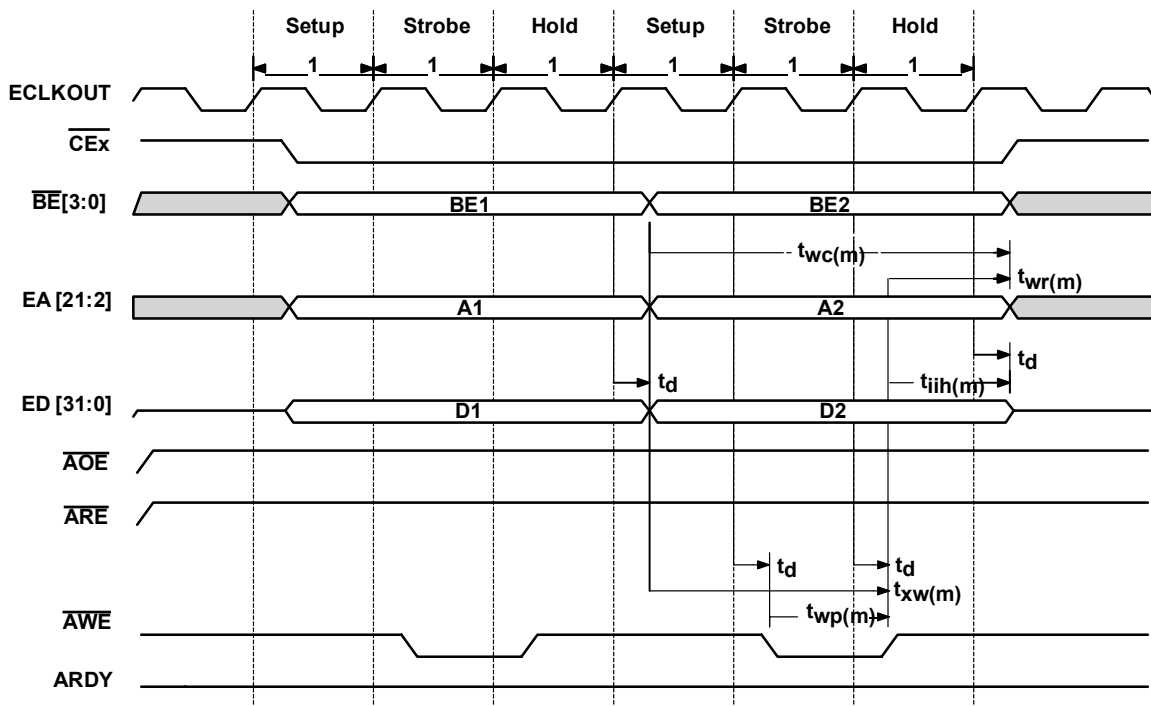 Setup Strobe Hold Setup Strobe Hold
1 1 1 1 1 1
ECLKOUT
CEx
BE[3:0] BE1 BE2
twc(m)
twr(m)
EA [21:2] A1 A2
td
td tiih(m)
ED [31:0] D1 D2
AOE
ARE
td td
txw(m)
twp(m)
AWE
ARDY